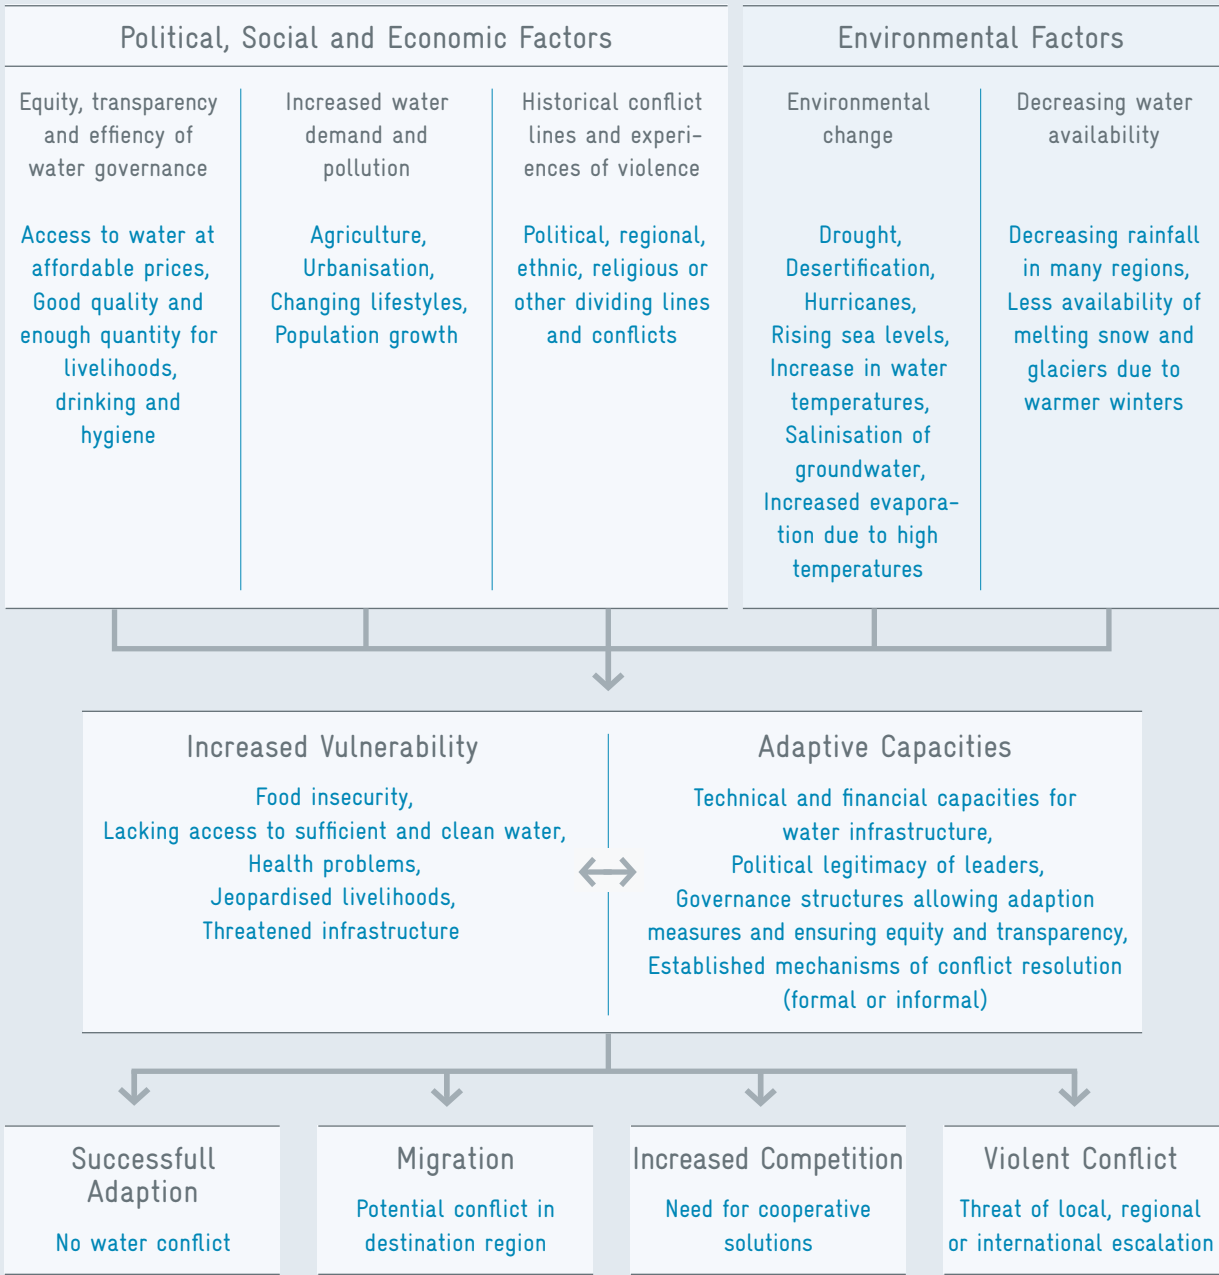 Political, Social and Economic Factors
Equity, transparency
and effiency of
water governance
Access to water at
affordable prices,
Good quality and
enough quantity for
livelihoods,
drinking and
hygiene
Increased water
demand and
pollution
Agriculture,
Urbanisation,
Changing lifestyles,
Population growth
Historical conflict
lines and experi-
ences of violence
Political, regional,
ethnic, religious or
other dividing lines
and conflicts
Environmental Factors
Environmental
change
Drought,
Desertification,
Hurricanes,
Rising sea levels,
Increase in water
temperatures,
Salinisation of
groundwater,
Increased evapora-
tion due to high
temperatures
Decreasing water
availability
Decreasing rainfall
in many regions,
Less availability of
melting snow and
glaciers due to
warmer winters
Increased Vulnerability
Food insecurity,
Lacking access to sufficient and clean water,
Health problems,
Jeopardised livelihoods,
Threatened infrastructure
Adaptive Capacities
Technical and financial capacities for
water infrastructure,
Political legitimacy of leaders,
Governance structures allowing adaption
measures and ensuring equity and transparency,
Established mechanisms of conflict resolution
(formal or informal)
Successfull
Adaption
No water conflict
Migration
Potential conflict in
destination region
Increased Competition
Need for cooperative
solutions
Violent Conflict
Threat of local, regional
or international escalation